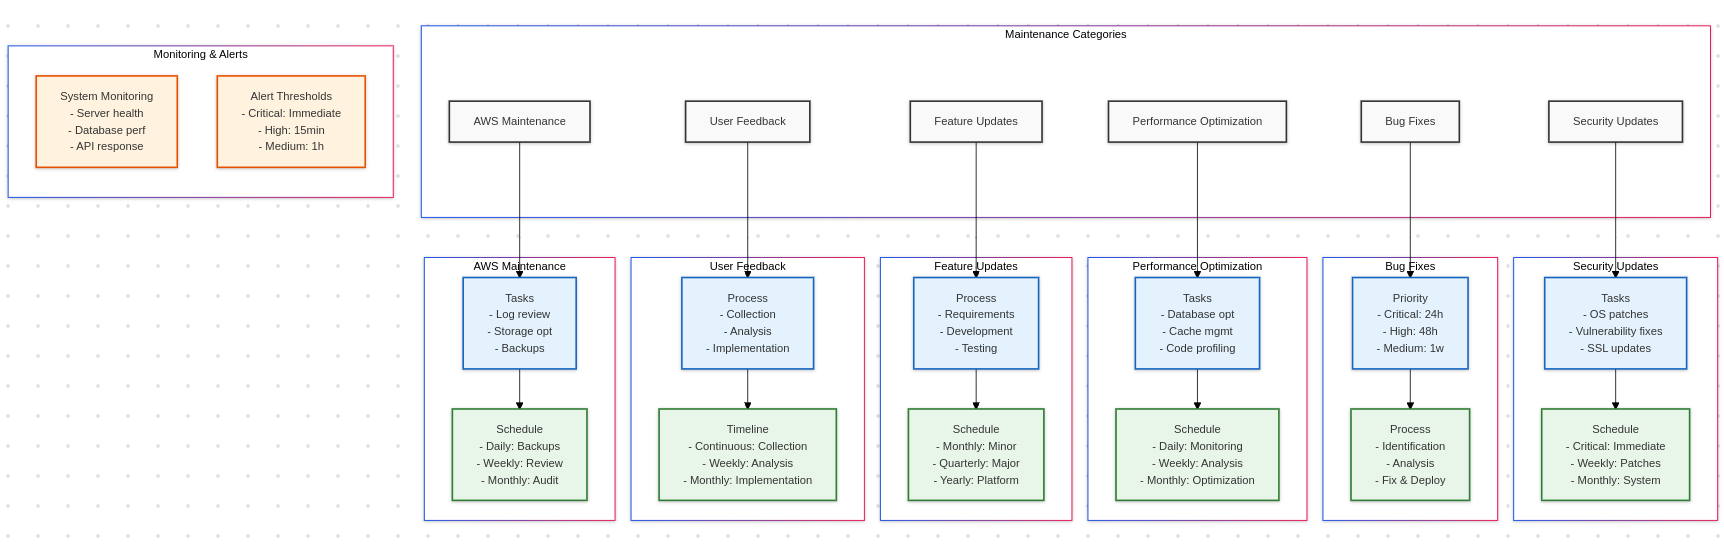 Monitoring & Alerts
System Monitoring
- Server health
- Database perf
- API response
Alert Thresholds
- Critical: Immediate
- High: 15min
- Medium: 1h
Maintenance Categories
AWS Maintenance
User Feedback
Feature Updates
Performance Optimization
Bug Fixes
Security Updates
AWS Maintenance
Tasks
- Log review
- Storage opt
- Backups
Schedule
- Daily: Backups
- Weekly: Review
- Monthly: Audit
User Feedback
Process
- Collection
- Analysis
- Implementation
Timeline
- Continuous: Collection
- Weekly: Analysis
- Monthly: Implementation
Feature Updates
Process
- Requirements
- Development
- Testing
Schedule
- Monthly: Minor
- Quarterly: Major
- Yearly: Platform
Performance Optimization
Tasks
- Database opt
- Cache mgmt
- Code profiling
Schedule
- Daily: Monitoring
- Weekly: Analysis
- Monthly: Optimization
Bug Fixes
Priority
- Critical: 24h
- High: 48h
- Medium: 1w
Process
- Identification
- Analysis
- Fix & Deploy
Security Updates
Tasks
- OS patches
- Vulnerability fixes
- SSL updates
Schedule
- Critical: Immediate
- Weekly: Patches
- Monthly: System